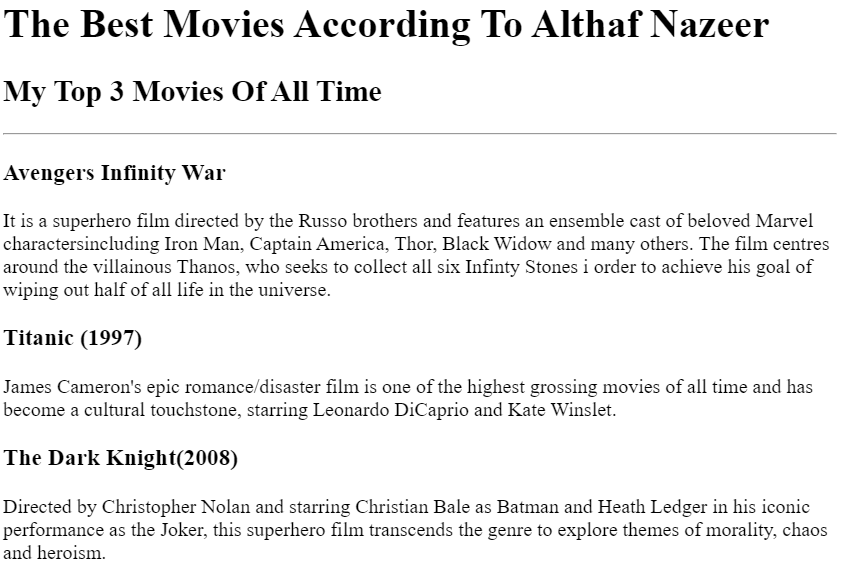 The Best Movies According To Althaf Nazeer
My Top 3 Movies Of All Time
Avengers Infinity War
It is a superhero film directed by the Russo brothers and features an ensemble cast of beloved Marvel
charactersincluding Iron Man, Captain America, Thor, Black Widow and many others. The film centres
around the villainous Thanos, who seeks to collect all six Infinty Stones i order to achieve his goal of
wiping out half of all life in the universe.
Titanic (1997)
James Cameron's epic romance/disaster film is one of the highest grossing movies of all time and has
become a cultural touchstone, starring Leonardo DiCaprio and Kate Winslet.
The Dark Knight(2008)
Directed by Christopher Nolan and starring Christian Bale as Batman and Heath Ledger in his iconic
performance as the Joker, this superhero film transcends the genre to explore themes of morality, chaos
and heroism.